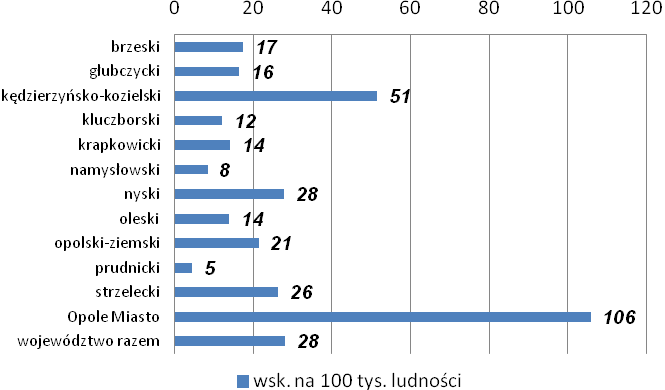 0 20 40 60 80 100 120
brzeski 17
głubczycki 16
kędzierzyńsko-kozielski 51
kluczborski 12
krapkowicki 14
namysłowski 8
nyski 28
oleski 14
opolski-ziemski 21
prudnicki 5
strzelecki 26
Opole Miasto 106
województwo razem 28
wsk. na 100 tys. ludności